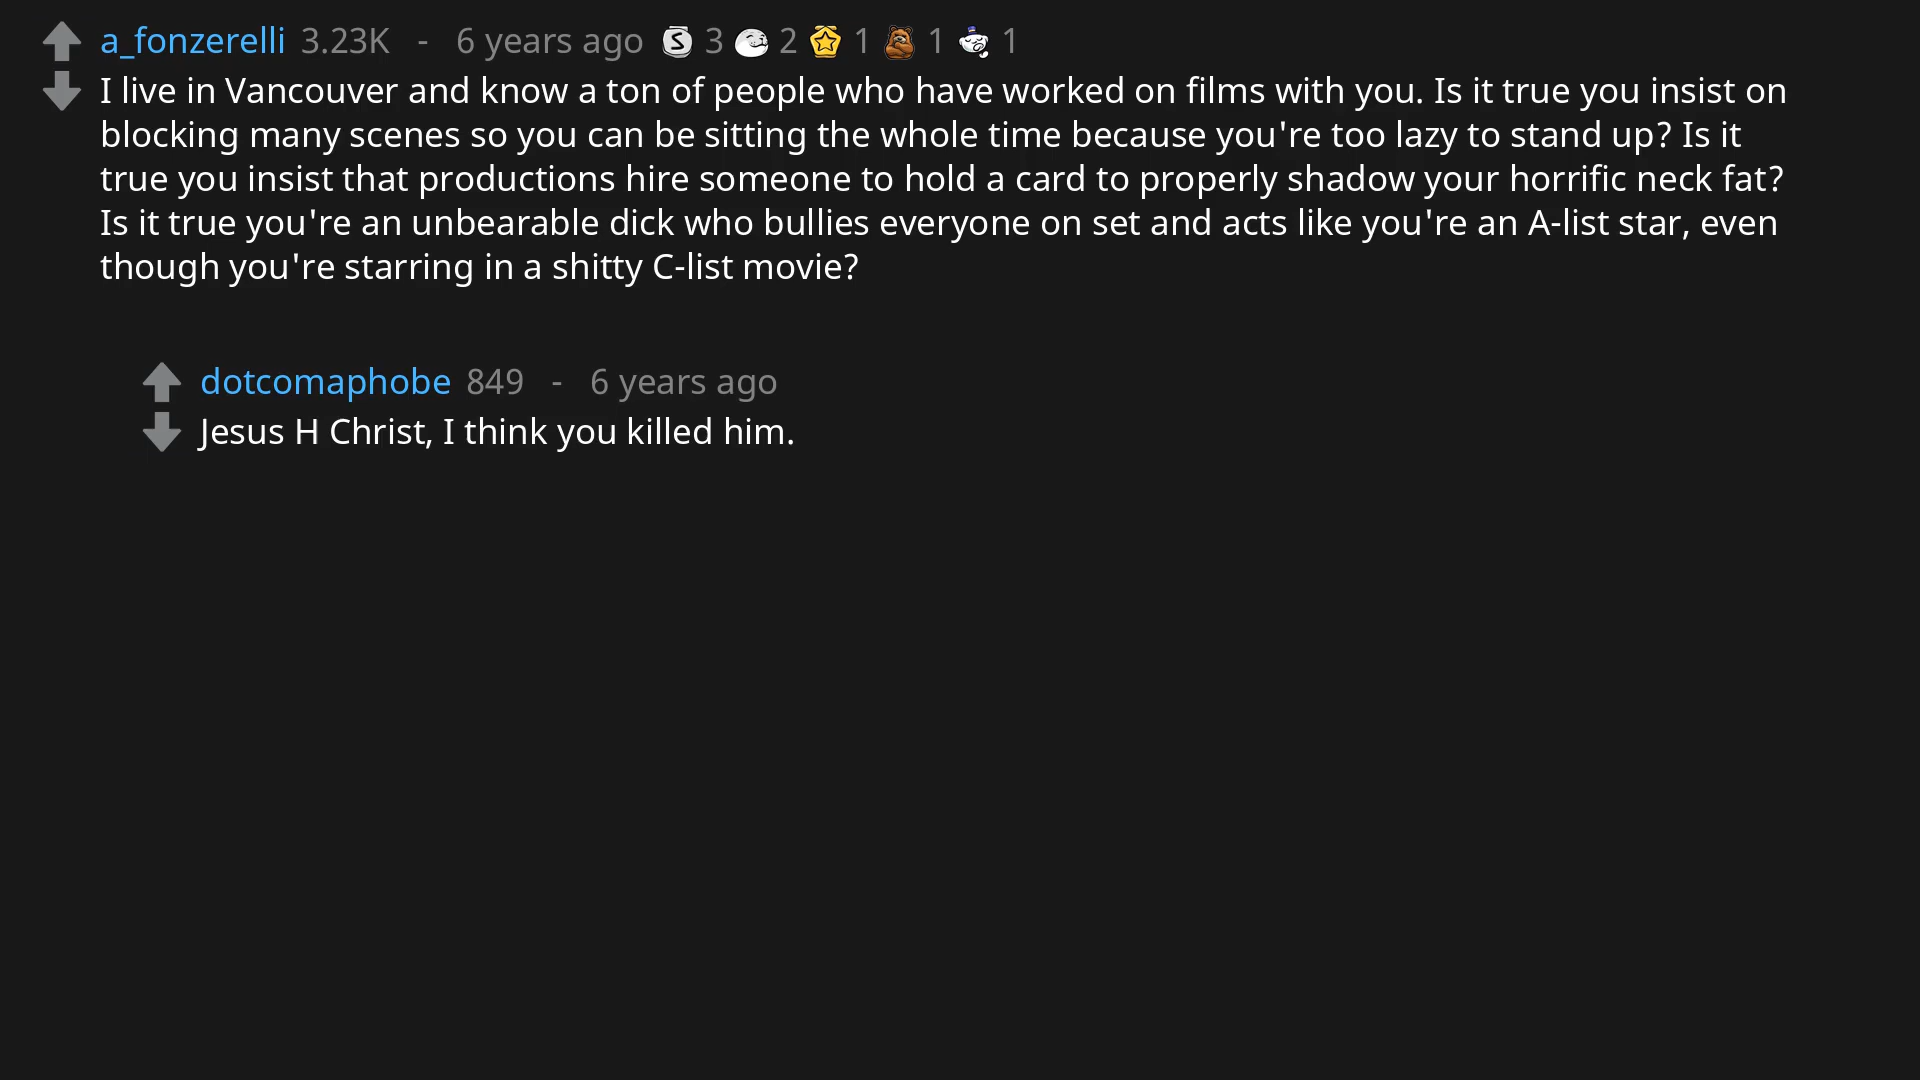 a_fonzerelli 3.23K - 6 years ago 3 2 1 1 1
I live in Vancouver and know a ton of people who have worked on films with you. Is it true you insist on
blocking many scenes so you can be sitting the whole time because you're too lazy to stand up? Is it
true you insist that productions hire someone to hold a card to properly shadow your horrific neck fat?
Is it true you're an unbearable dick who bullies everyone on set and acts like you're an A-list star, even
though you're starring in a shitty C-list movie?
dotcomaphobe 849 - 6 years ago
Jesus H Christ, I think you killed him.